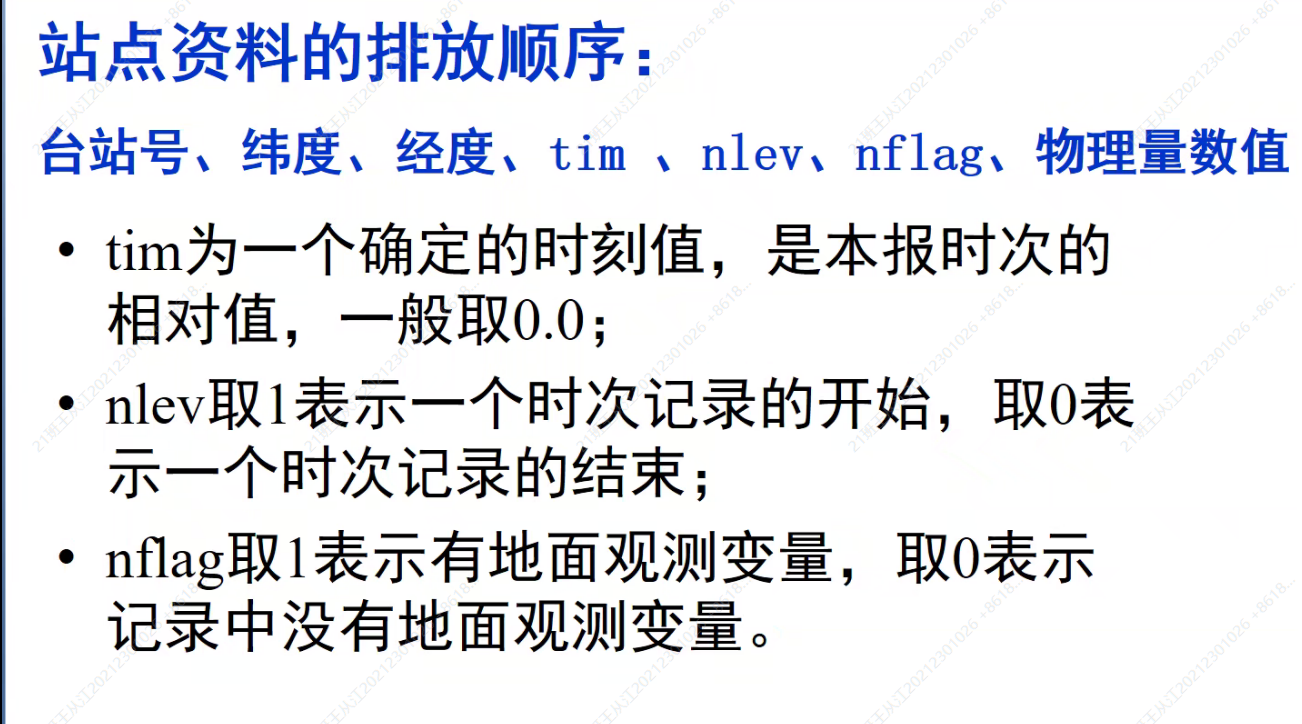 站点资料的排放顺序：
台站号、纬度、经度、tim 、nlev、nflag、物理量数值
• tim为一个确定的时刻值，是本报时次的
相对值，一般取0.0；
• nlev取1表示一个时次记录的开始，取0表
示一个时次记录的结束；
• nflag取1表示有地面观测变量，取0表示
记录中没有地面观测变量。